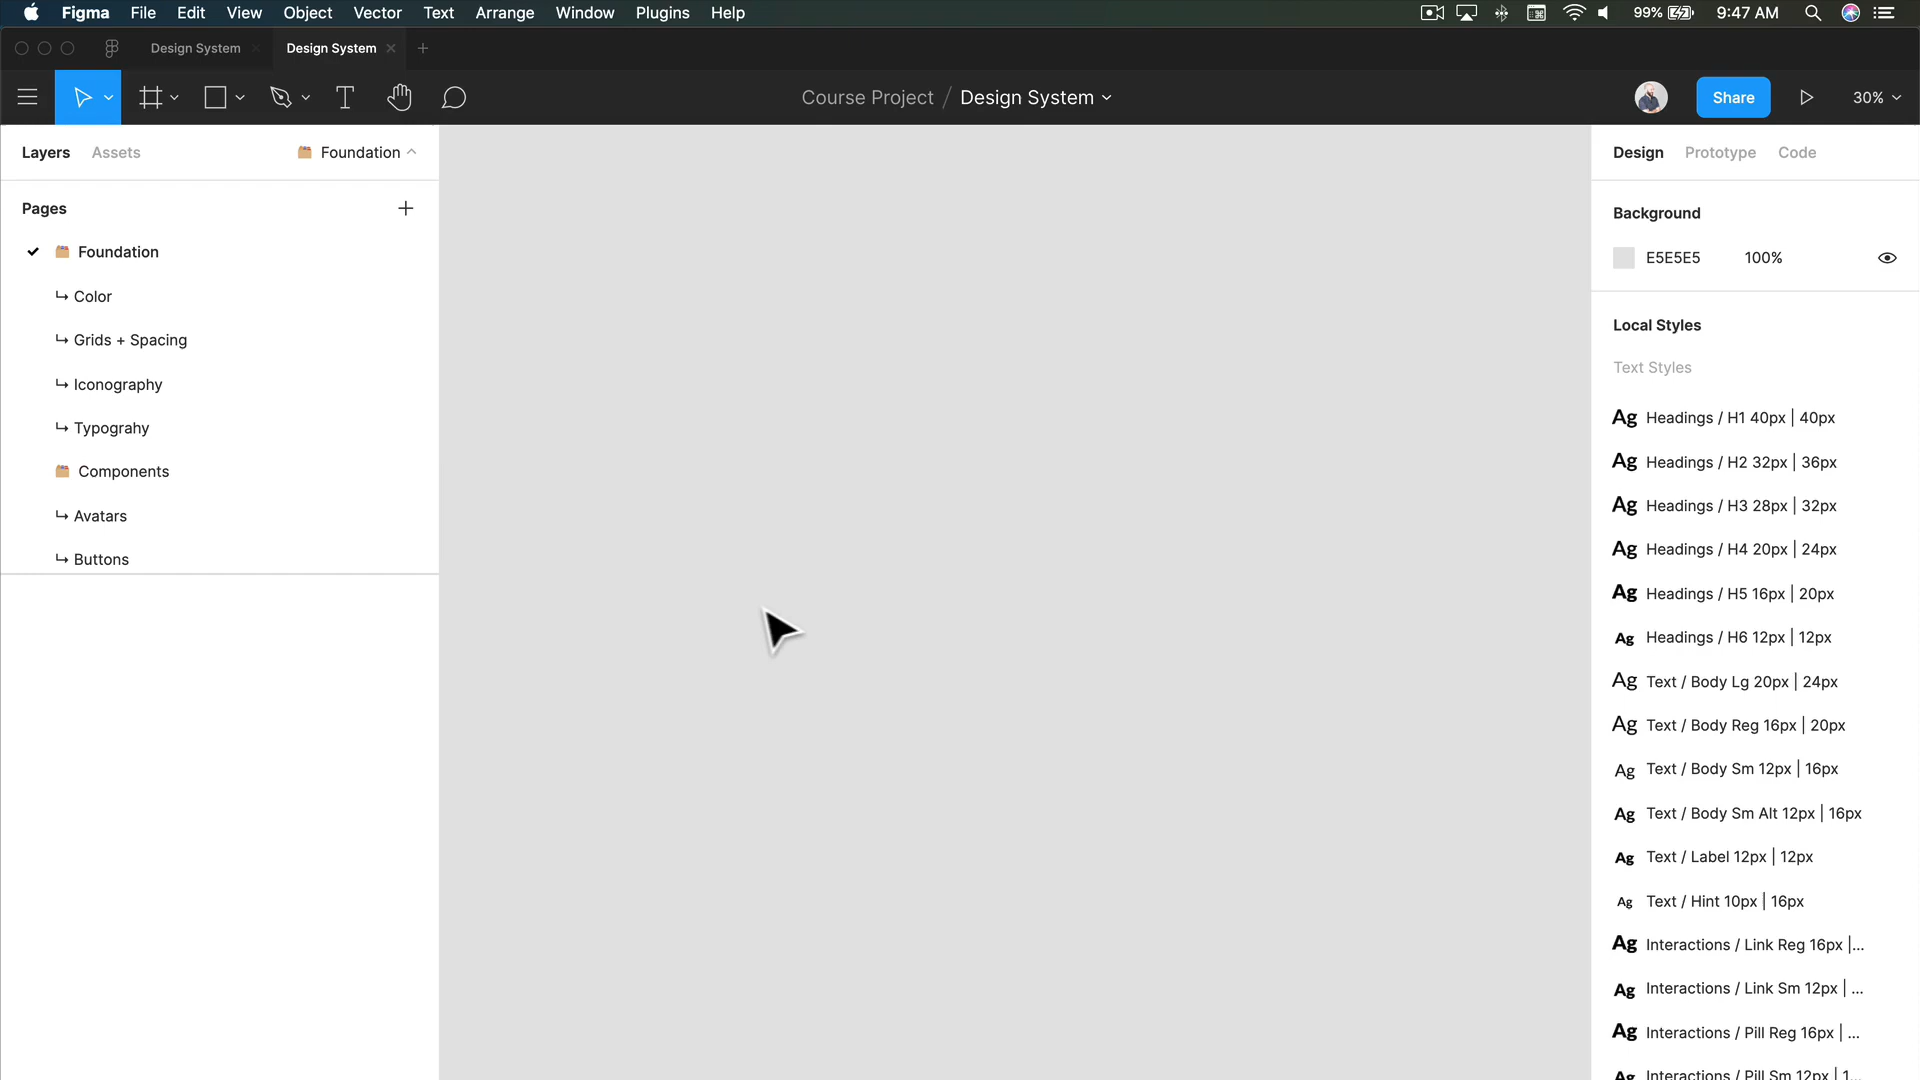 Figma File Edit View Object Vector Text Arrange Window Plugins Help 99% 9:47 AM
Design System Design System
Course Project / Design System Share 30%
Layers Assets Foundation
Pages
Foundation
↳ Color
↳ Grids + Spacing
↳ Iconography
↳ Typograhy
Components
↳ Avatars
↳ Buttons
Design Prototype Code
Background
E5E5E5 100%
Local Styles
Text Styles
Ag Headings / H1 40px | 40px
Ag Headings / H2 32px | 36px
Ag Headings / H3 28px | 32px
Ag Headings / H4 20px | 24px
Ag Headings / H5 16px | 20px
Ag Headings / H6 12px | 12px
Ag Text / Body Lg 20px | 24px
Ag Text / Body Reg 16px | 20px
Ag Text / Body Sm 12px | 16px
Ag Text / Body Sm Alt 12px | 16px
Ag Text / Label 12px | 12px
Ag Text / Hint 10px | 16px
Ag Interactions / Link Reg 16px |...
Ag Interactions / Link Sm 12px | ...
Ag Interactions / Pill Reg 16px | ...
Ag Interactions / Pill Sm 12px | 1...